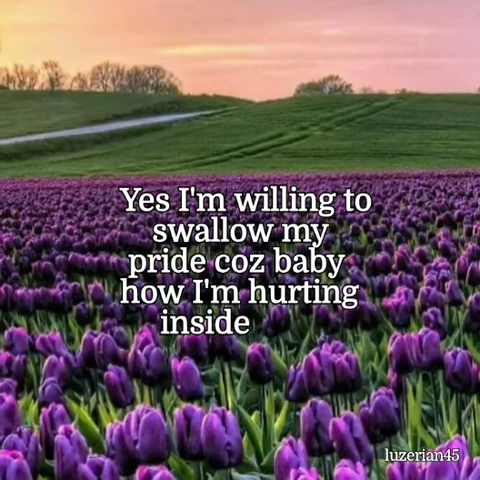 Yes I'm willing to
swallow my
pride coz baby
how I'm hurting
inside
luzerian45